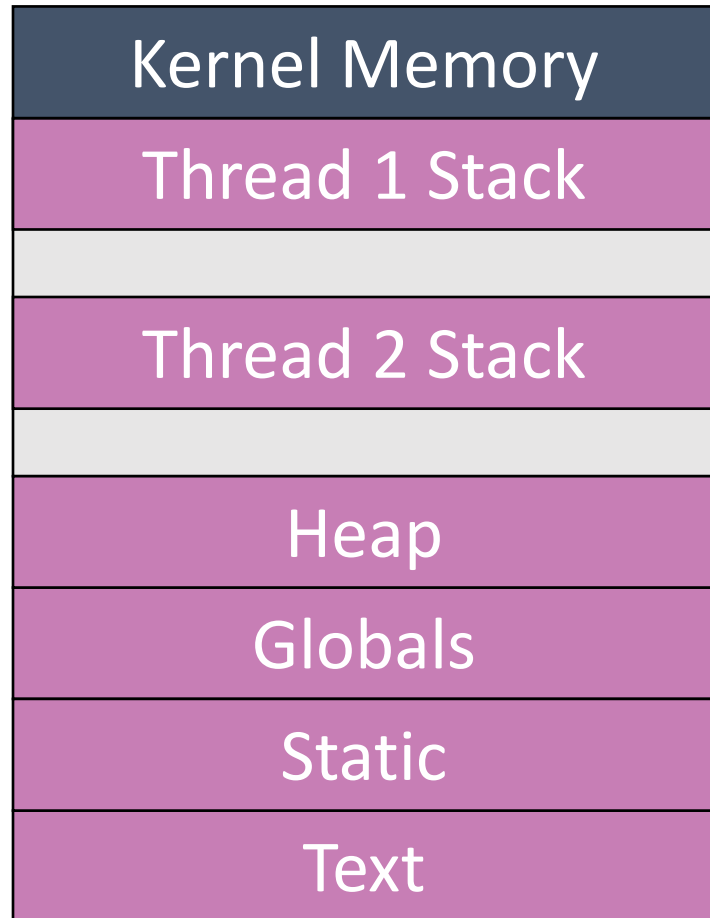 Kernel Memory
Thread 1 Stack
Thread 2 Stack
Heap
Globals
Static
Text